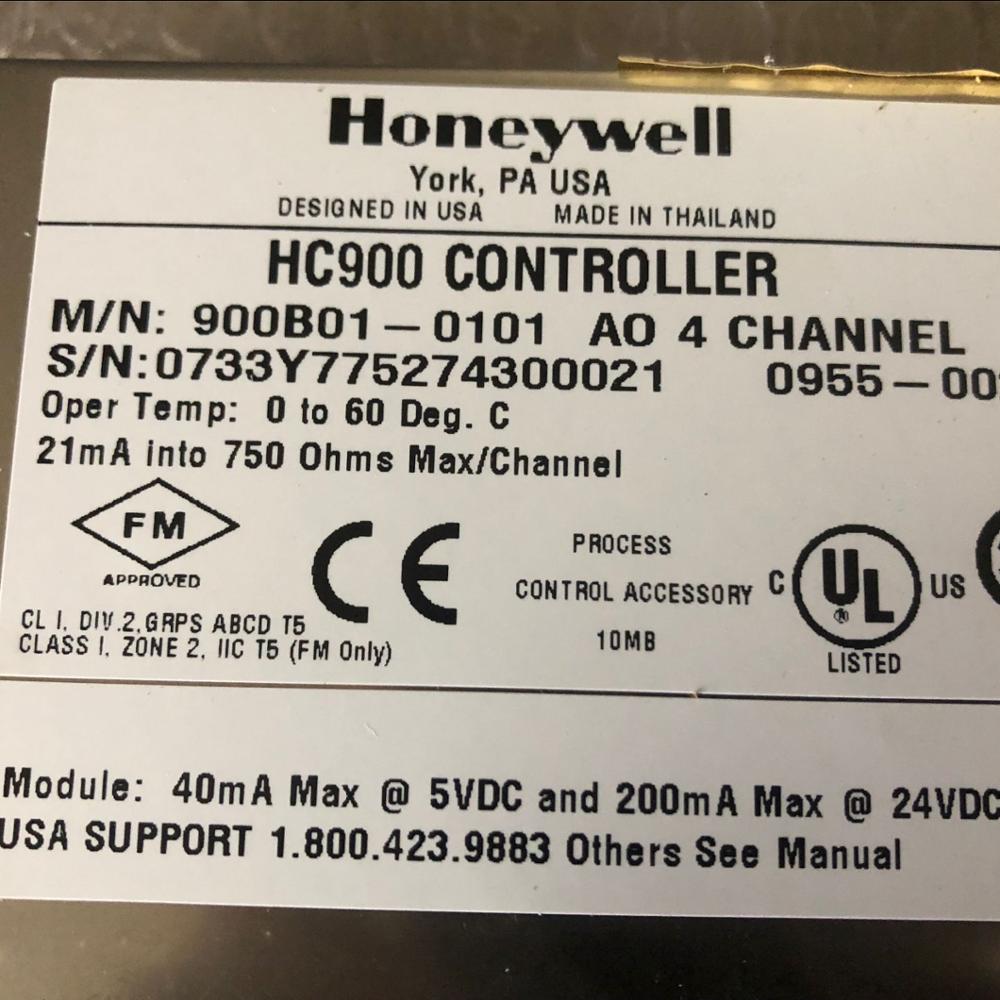 Honeywell
York, PA USA
DESIGNED IN USA MADE IN THAILAND
HC900 CONTROLLER
M/N: 900B01-0101 AO 4 CHANNEL
S/N:0733Y775274300021 0955-00
Oper Temp: 0 to 60 Deg. C
21mA into 750 Ohms Max/Channel
FM
APPROVED
CL I, DIV.2,GRPS ABCD T5
CLASS I, ZONE 2, IIC T5 (FM Only)
CE
PROCESS
CONTROL ACCESSORY
10MB
C UL ® US
LISTED
Module: 40mA Max @ 5VDC and 200mA Max @ 24VDC
USA SUPPORT 1.800.423.9883 Others See Manual